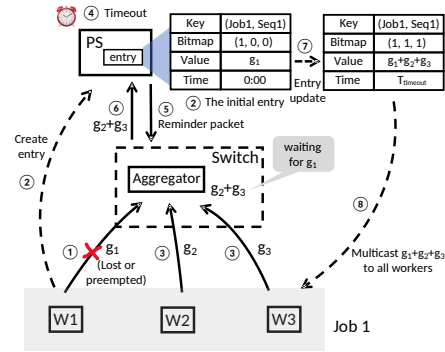 ④ Timeout
PS
entry
Key (Job1, Seq1)
Bitmap (1, 0, 0)
Value g₁
Time 0:00
② The initial entry
⑦
Entry
update
Key (Job1, Seq1)
Bitmap (1, 1, 1)
Value g₁+g₂+g₃
Time T_timeout
⑥
g₂+g₃
⑤
Reminder packet
Create
entry
②
Switch
Aggregator
g₂+g₃
waiting
for g₁
① g₁
(Lost or
preempted)
③ g₂
③ g₃
⑧
Multicast g₁+g₂+g₃
to all workers
W1
W2
W3
Job 1